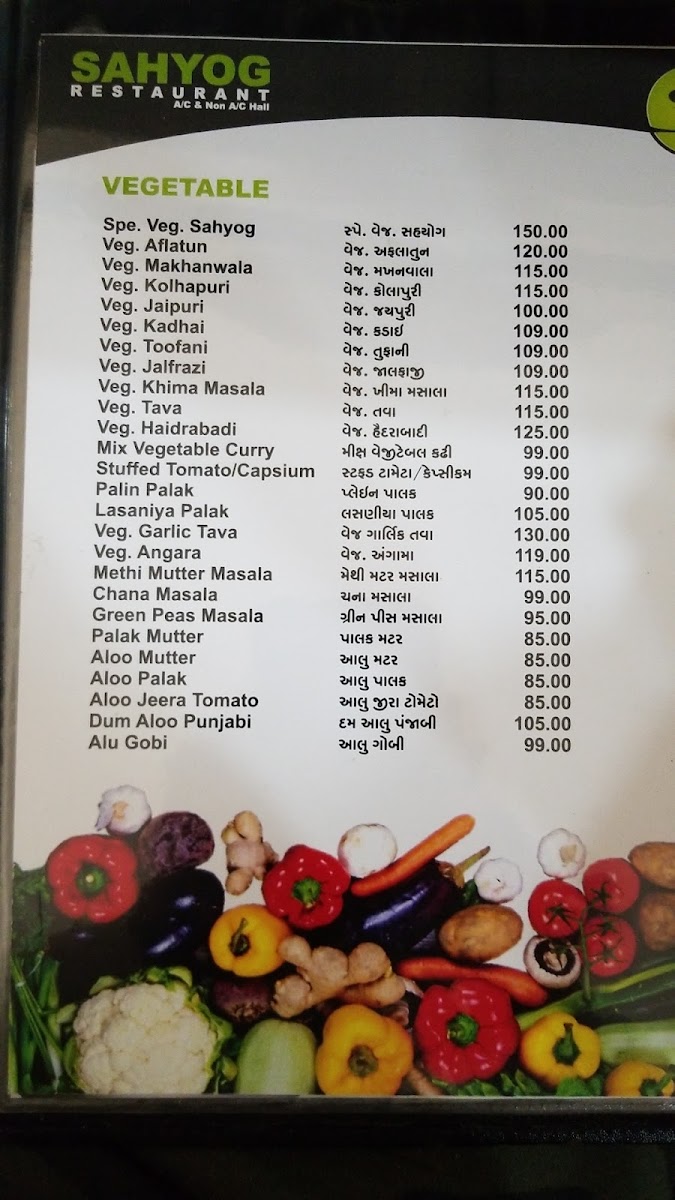 SAHYOG
RESTAURANT
A/C & Non A/C Hall
VEGETABLE
Spe. Veg. Sahyog સ્પે. વેજ. સહયોગ 150.00
Veg. Aflatun વેજ. અફલાતુન 120.00
Veg. Makhanwala વેજ. મખનવાલા 115.00
Veg. Kolhapuri વેજ. કોલાપુરી 115.00
Veg. Jaipuri વેજ. જયપુરી 100.00
Veg. Kadhai વેજ. કડાઇ 109.00
Veg. Toofani વેજ. તુફાની 109.00
Veg. Jalfrazi વેજ. જાલફ્રાજી 109.00
Veg. Khima Masala વેજ. ખીમા મસાલા 115.00
Veg. Tava વેજ. તવા 115.00
Veg. Haidrabadi વેજ. હૈદરાબાદી 125.00
Mix Vegetable Curry મીક્ષ વેજીટેબલ કઢી 99.00
Stuffed Tomato/Capsium સ્ટફડ ટામેટા/કેપ્સીકમ 99.00
Palin Palak પ્લેઇન પાલક 90.00
Lasaniya Palak લસણીયા પાલક 105.00
Veg. Garlic Tava વેજ ગાર્લિક તવા 130.00
Veg. Angara વેજ. અંગામા 119.00
Methi Mutter Masala મેથી મટર મસાલા 115.00
Chana Masala ચના મસાલા 99.00
Green Peas Masala ગ્રીન પીસ મસાલા 95.00
Palak Mutter પાલક મટર 85.00
Aloo Mutter આલુ મટર 85.00
Aloo Palak આલુ પાલક 85.00
Aloo Jeera Tomato આલુ જીરા ટોમેટો 85.00
Dum Aloo Punjabi દમ આલુ પંજાબી 105.00
Alu Gobi આલુ ગોબી 99.00